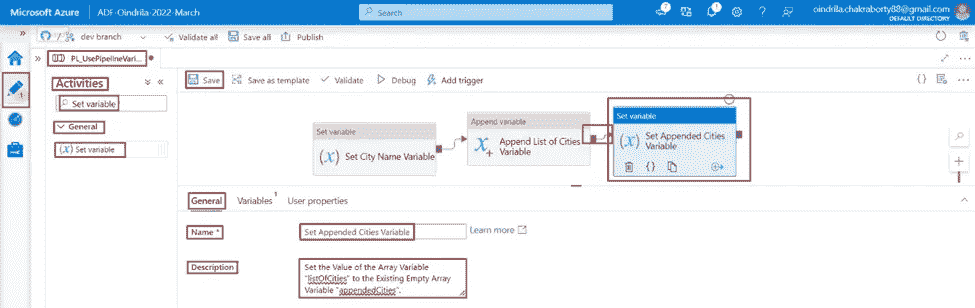 Microsoft Azure | ADF-Oindrila-2022-March
Search
oindrila.chakraborty88@gmail.com
DEFAULT DIRECTORY
dev branch
Validate all
Save all
Publish
PL_UsePipelineVari...
Activities
Set variable
General
(x) Set variable
Save
Save as template
Validate
Debug
Add trigger
Set variable
(x) Set City Name Variable
Append variable
Append List of Cities
Variable
Set variable
(x) Set Appended Cities
Variable
General
Variables 1
User properties
Name *
Set Appended Cities Variable
Learn more
Description
Set the Value of the Array Variable
"listOfCities" to the Existing Empty Array
Variable "appendedCities".